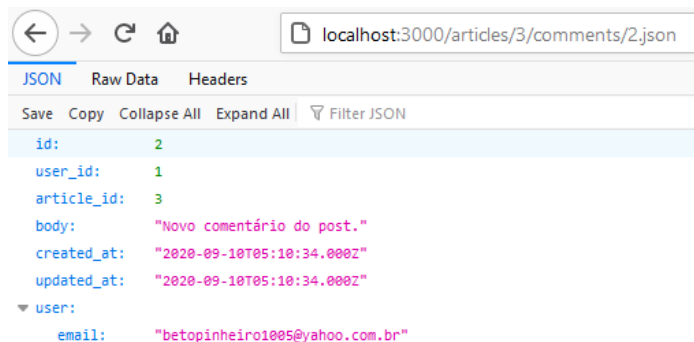 localhost:3000/articles/3/comments/2.json
JSON Raw Data Headers
Save Copy Collapse All Expand All Filter JSON
id: 2
user_id: 1
article_id: 3
body: "Novo comentário do post."
created_at: "2020-09-10T05:10:34.000Z"
updated_at: "2020-09-10T05:10:34.000Z"
user:
email: "betopinheiro1005@yahoo.com.br"